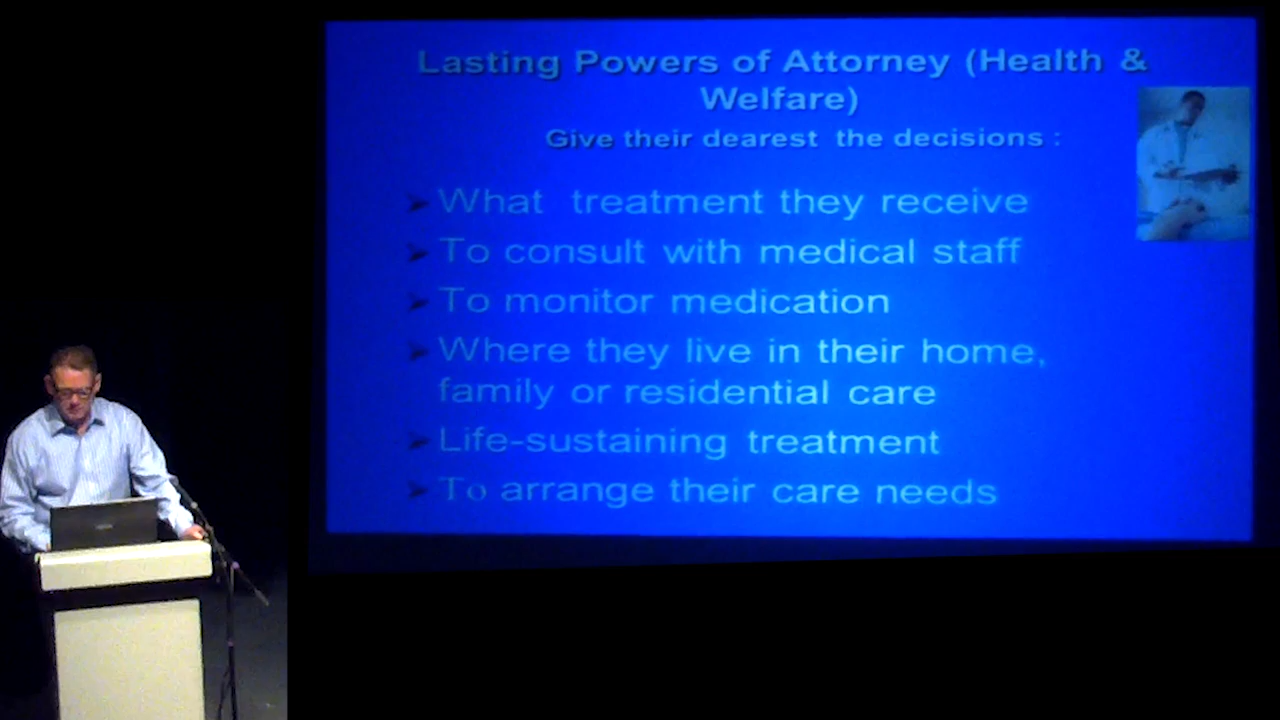 Lasting Powers of Attorney (Health &
Welfare)
Give their dearest the decisions :
➢ What treatment they receive
➢ To consult with medical staff
➢ To monitor medication
➢ Where they live in their home,
family or residential care
➢ Life-sustaining treatment
➢ To arrange their care needs